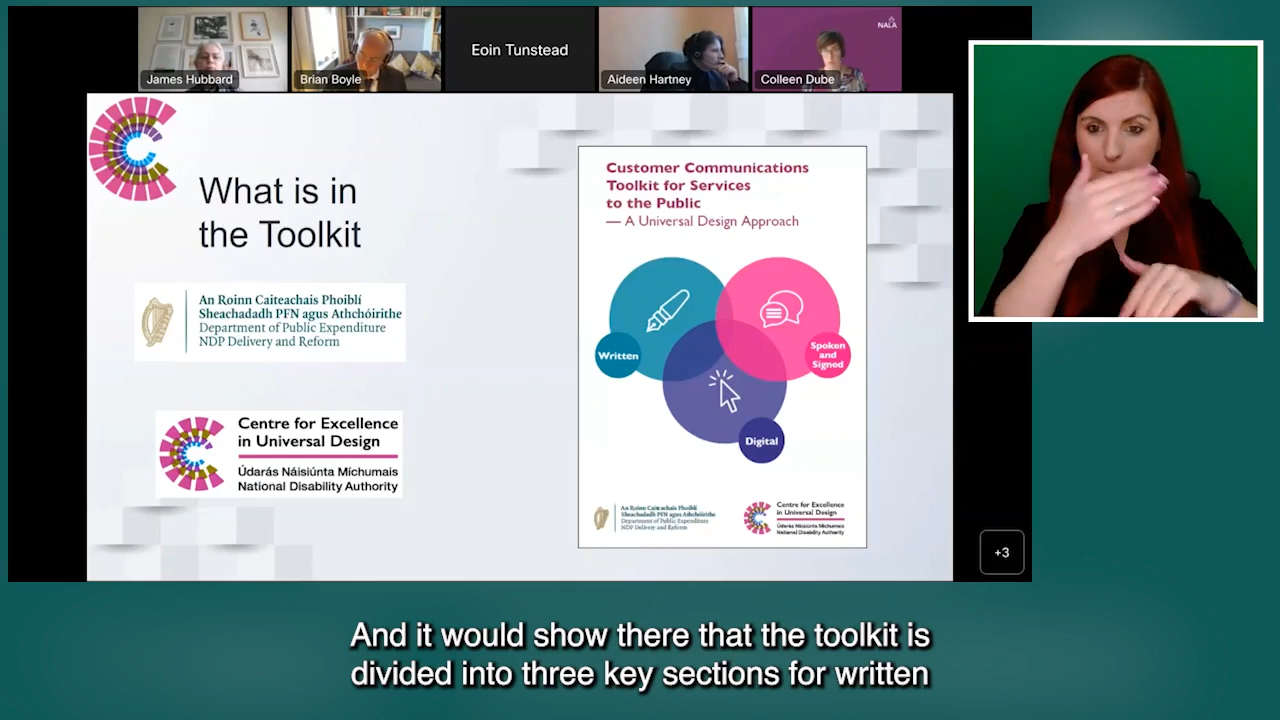 James Hubbard
Brian Boyle
Eoin Tunstead
Aideen Hartney
Colleen Dube
NALA
What is in
the Toolkit
An Roinn Caiteachais Phoiblí
Sheachadadh PFN agus Athchóirithe
Department of Public Expenditure
NDP Delivery and Reform
Centre for Excellence
in Universal Design
Údarás Náisiúnta Míchumais
National Disability Authority
Customer Communications
Toolkit for Services
to the Public
— A Universal Design Approach
Written
Spoken
and
Signed
Digital
An Roinn Caiteachais Phoiblí
Sheachadadh PFN agus Athchóirithe
Department of Public Expenditure
NDP Delivery and Reform
Centre for Excellence
in Universal Design
Údarás Náisiúnta Míchumais
National Disability Authority
+3
And it would show there that the toolkit is
divided into three key sections for written